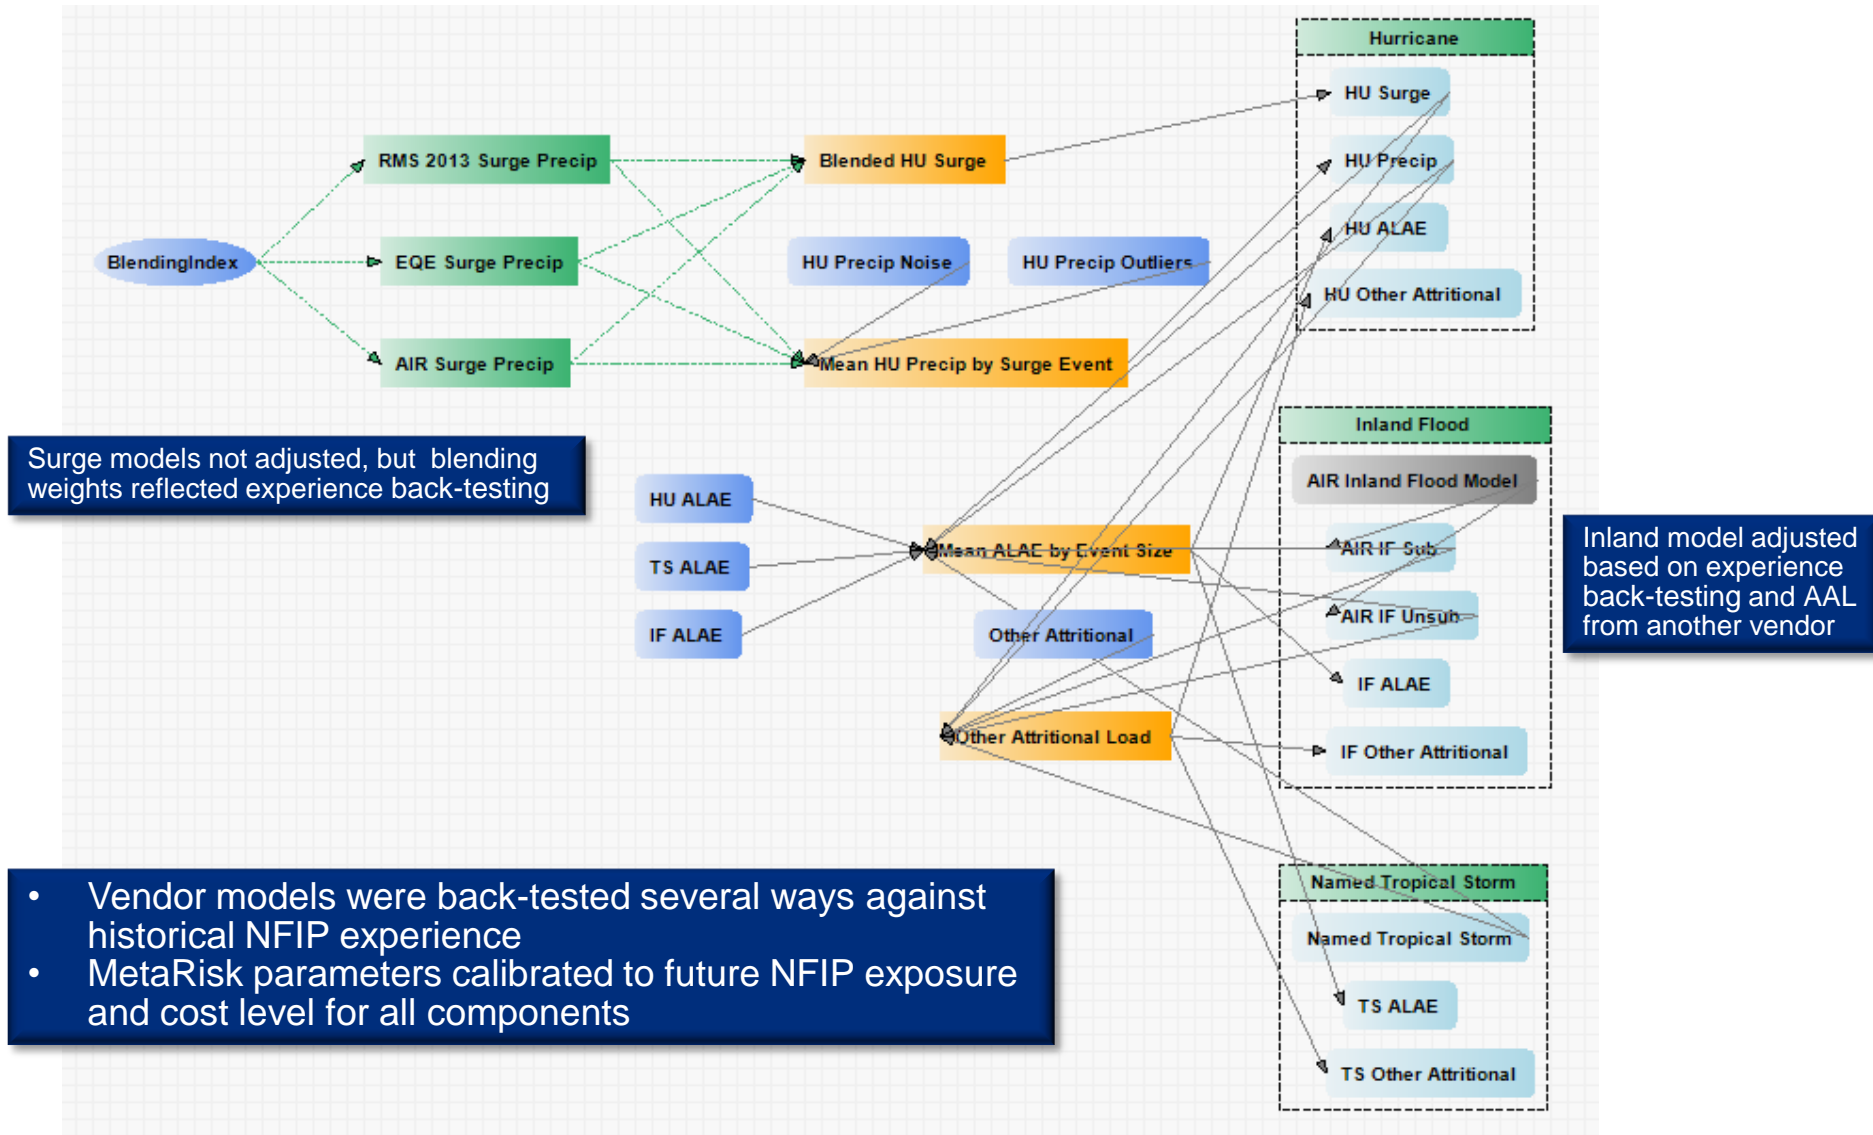 Hurricane
HU Surge
RMS 2013 Surge Precip
Blended HU Surge
HU Precip
HU ALAE
BlendingIndex
EQE Surge Precip
HU Precip Noise
HU Precip Outliers
HU Other Attritional
AIR Surge Precip
Mean HU Precip by Surge Event
Inland Flood
Surge models not adjusted, but blending
weights reflected experience back-testing
AIR Inland Flood Model
HU ALAE
Mean ALAE by Event Size
AIR IF Sub
TS ALAE
AIR IF Unsub
Inland model adjusted
based on experience
back-testing and AAL
from another vendor
IF ALAE
Other Attritional
IF ALAE
Other Attritional Load
IF Other Attritional
Named Tropical Storm
• Vendor models were back-tested several ways against
historical NFIP experience
• MetaRisk parameters calibrated to future NFIP exposure
and cost level for all components
Named Tropical Storm
TS ALAE
TS Other Attritional